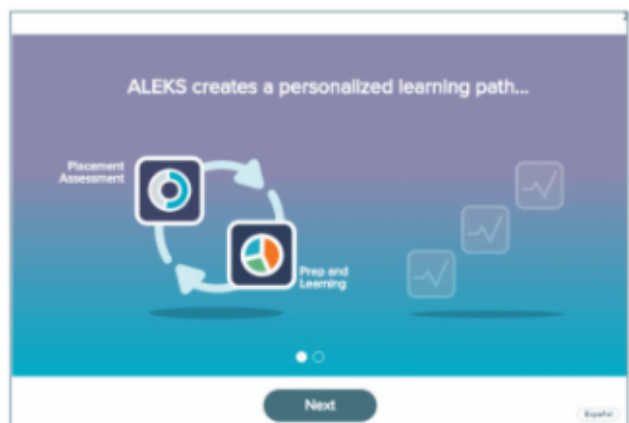 ALEKS creates a personalized learning path...
Placement
Assessment
Prep and
Learning
Next
Español